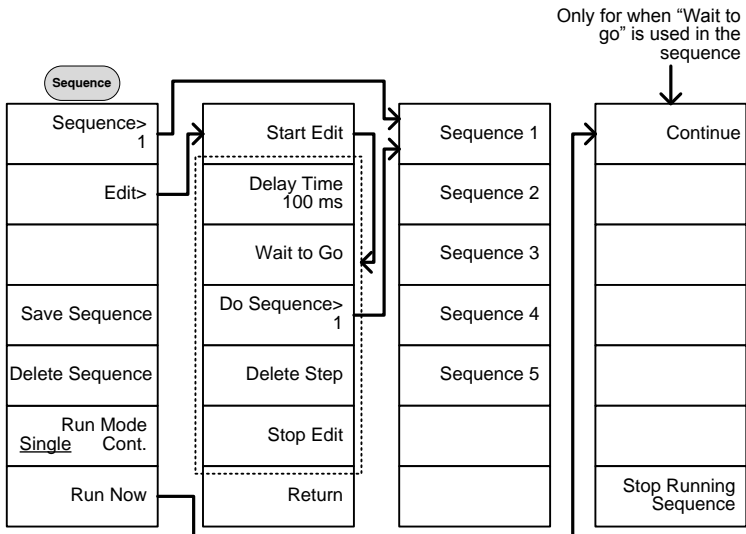 Only for when “Wait to
go” is used in the
sequence
Sequence
Sequence>
1
Edit>
Save Sequence
Delete Sequence
Run Mode
Single Cont.
Run Now
Start Edit
Delay Time
100 ms
Wait to Go
Do Sequence>
1
Delete Step
Stop Edit
Return
Sequence 1
Sequence 2
Sequence 3
Sequence 4
Sequence 5
Continue
Stop Running
Sequence